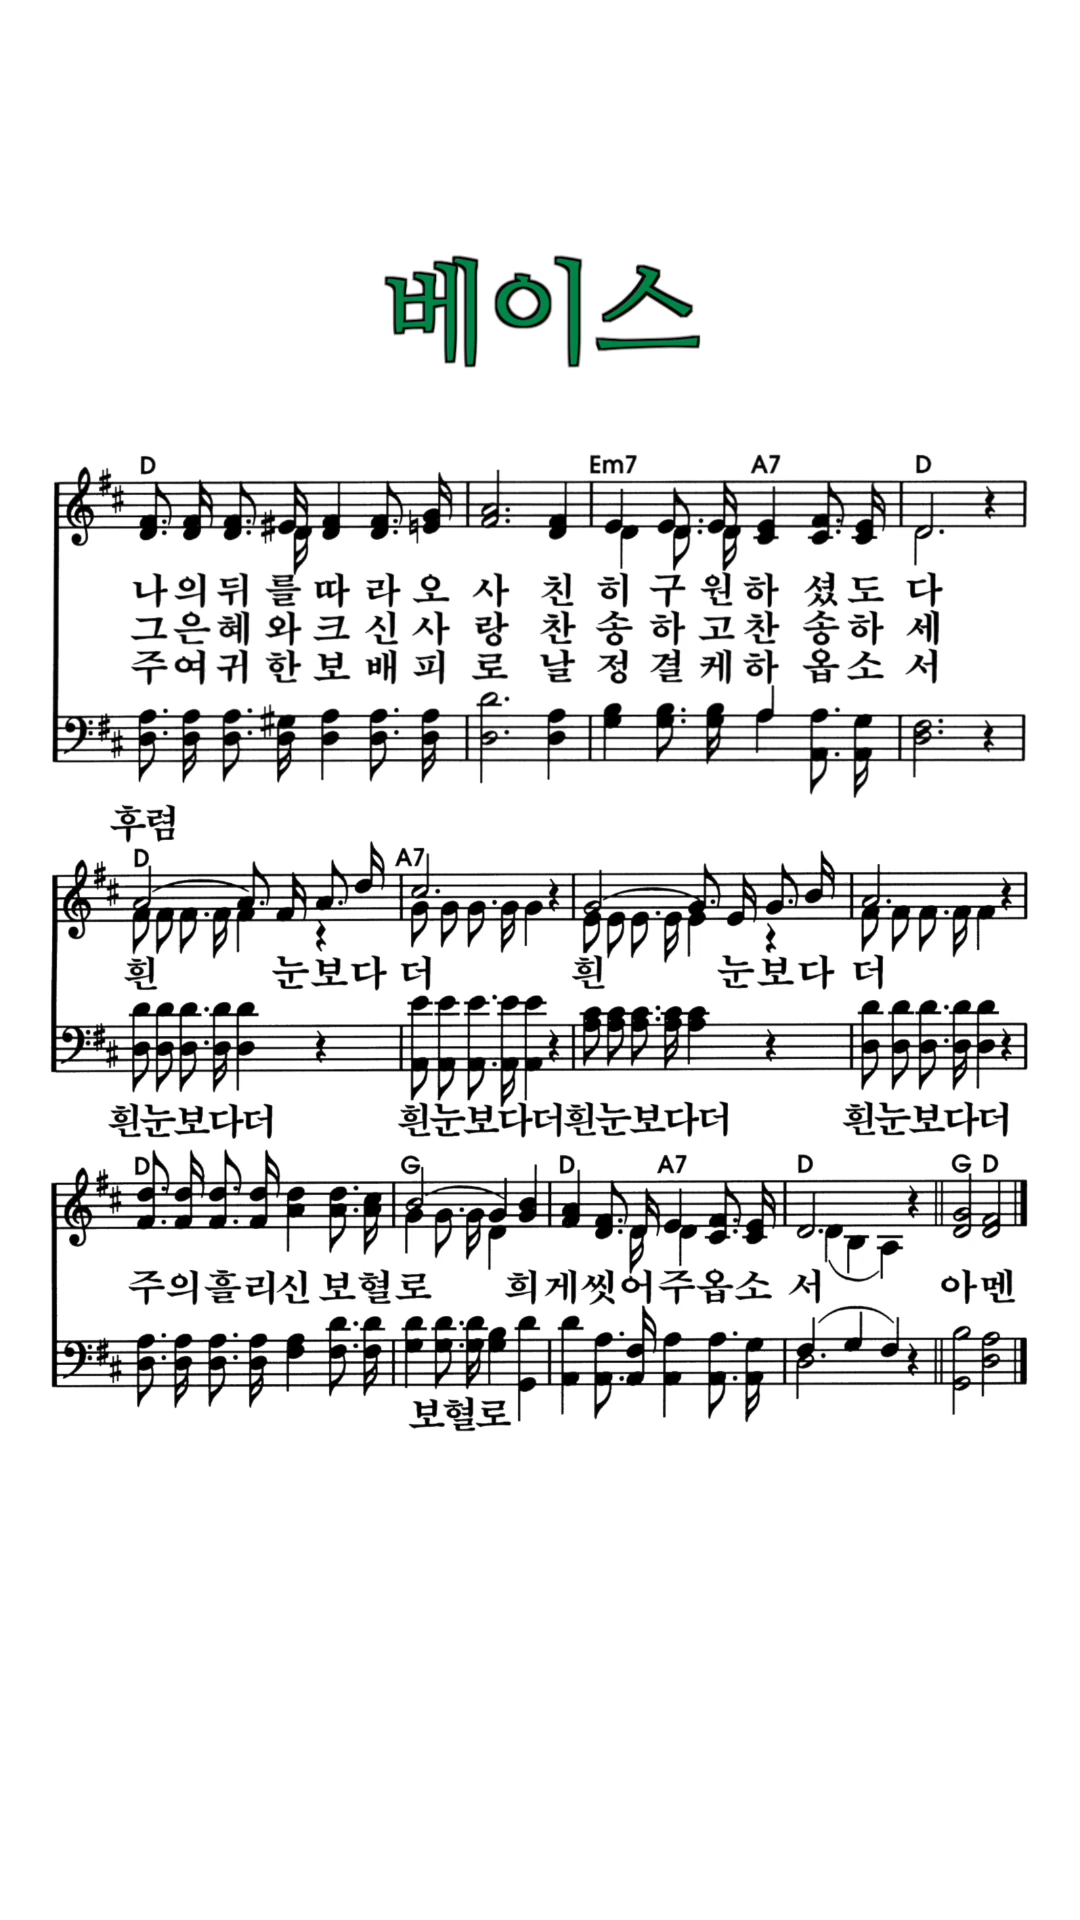 베이스
D Em7 A7 D
나의뒤를따라오사친히구원하셨도다
그은혜와크신사랑찬송하고찬송하세
주여귀한보배피로날정결케하옵소서
후렴
D A7
흰 눈보다 더 흰 눈보다 더
흰눈보다더 흰눈보다더흰눈보다더 흰눈보다더
D G D A7 D G D
주의흘리신 보혈로 희게씻어주옵소 서 아멘
보혈로